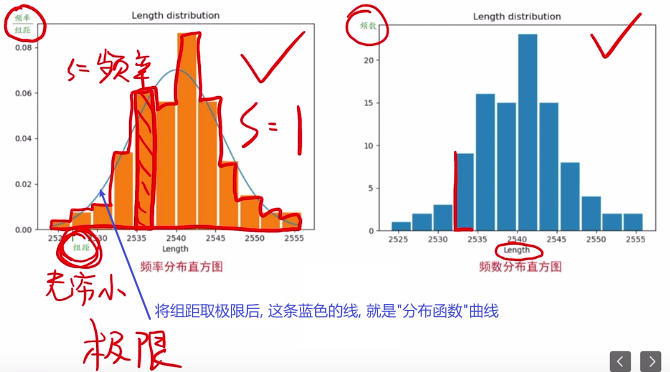 频率
组距
Length distribution
0.08
0.06
0.04
0.02
0.00
S=频率
S=1
2525
2530
2535
2540
2545
2550
2555
组距
Length
频率分布直方图
无穷小
极限
将组距取极限后, 这条蓝色的线, 就是"分布函数"曲线
频数
Length distribution
20
15
10
5
0
2525
2530
2535
2540
2545
2550
2555
Length
频数分布直方图